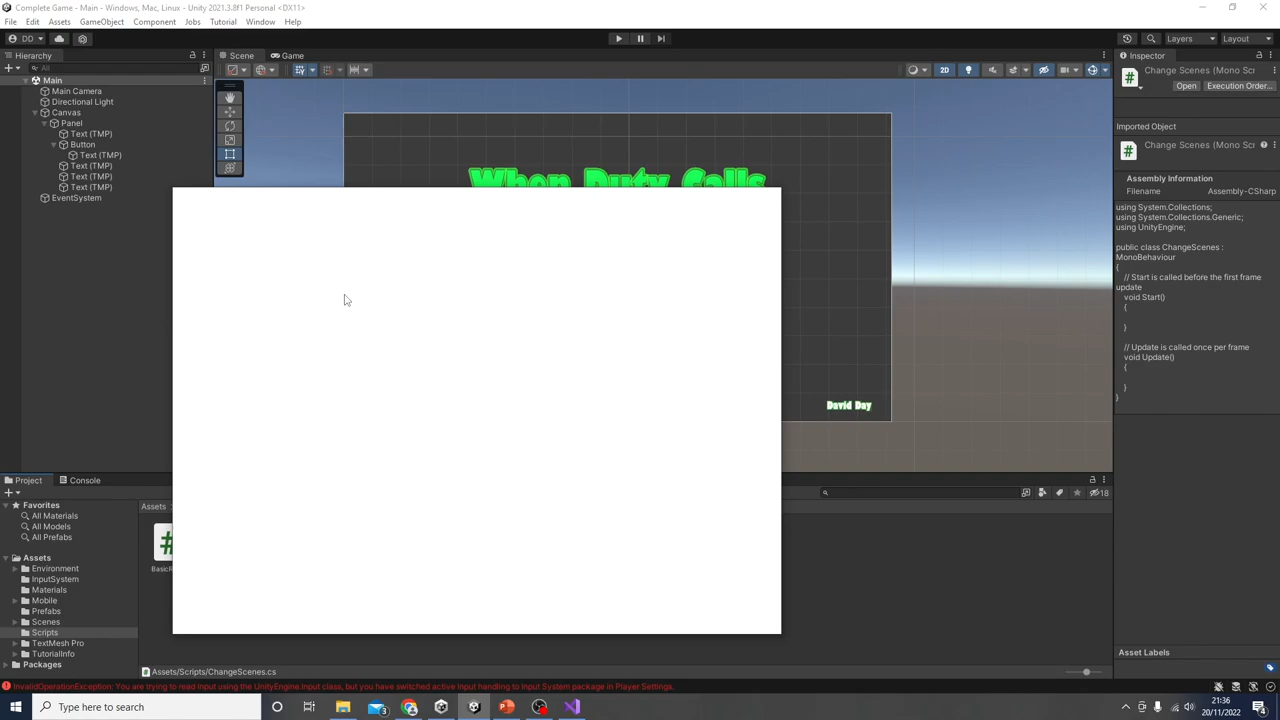 Complete Game - Main - Windows, Mac, Linux - Unity 2021.3.8f1 Personal <DX11>
File Edit Assets GameObject Component Jobs Tutorial Window Help
DD
Layers
Layout
Hierarchy
All
Main
Main Camera
Directional Light
Canvas
Panel
Text (TMP)
Button
Text (TMP)
Text (TMP)
Text (TMP)
Text (TMP)
EventSystem
Scene
Game
2D
When Duty Calls
David Day
Inspector
Change Scenes (Mono Scr
Open
Execution Order...
Imported Object
Change Scenes (Mono Scr
Assembly Information
Filename Assembly-CSharp
using System.Collections;
using System.Collections.Generic;
using UnityEngine;
public class ChangeScenes :
MonoBehaviour
{
// Start is called before the first frame
update
void Start()
{
}
// Update is called once per frame
void Update()
{
}
}
Asset Labels
Project
Console
18
Favorites
All Materials
All Models
All Prefabs
Assets
Environment
InputSystem
Materials
Mobile
Prefabs
Scenes
Scripts
TextMesh Pro
TutorialInfo
Packages
Assets
BasicR
Assets/Scripts/ChangeScenes.cs
InvalidOperationException: You are trying to read Input using the UnityEngine.Input class, but you have switched active Input handling to Input System package in Player Settings.
Type here to search
3
21:36
20/11/2022